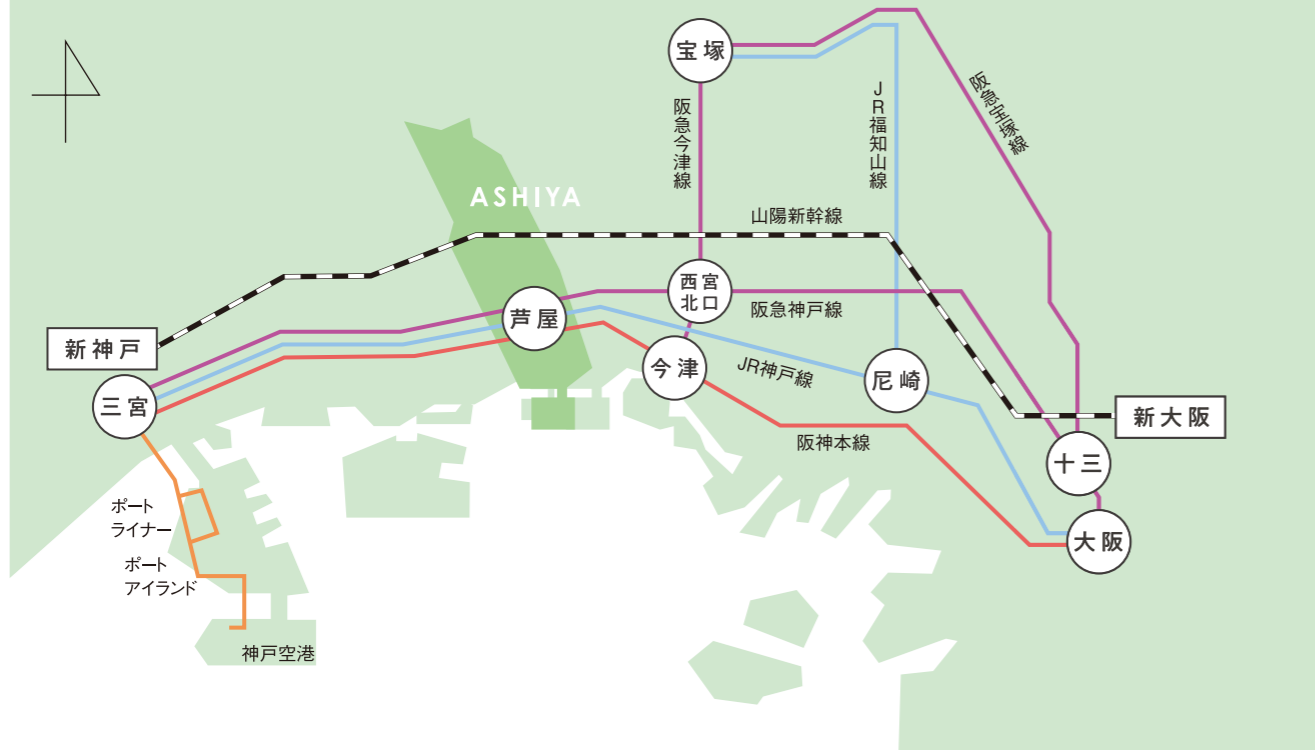 宝塚
阪急宝塚線
JR福知山線
阪急今津線
ASHIYA
山陽新幹線
西宮
北口
芦屋
阪急神戸線
新神戸
今津
JR神戸線
尼崎
三宮
新大阪
阪神本線
十三
ポート
ライナー
大阪
ポート
アイランド
神戸空港